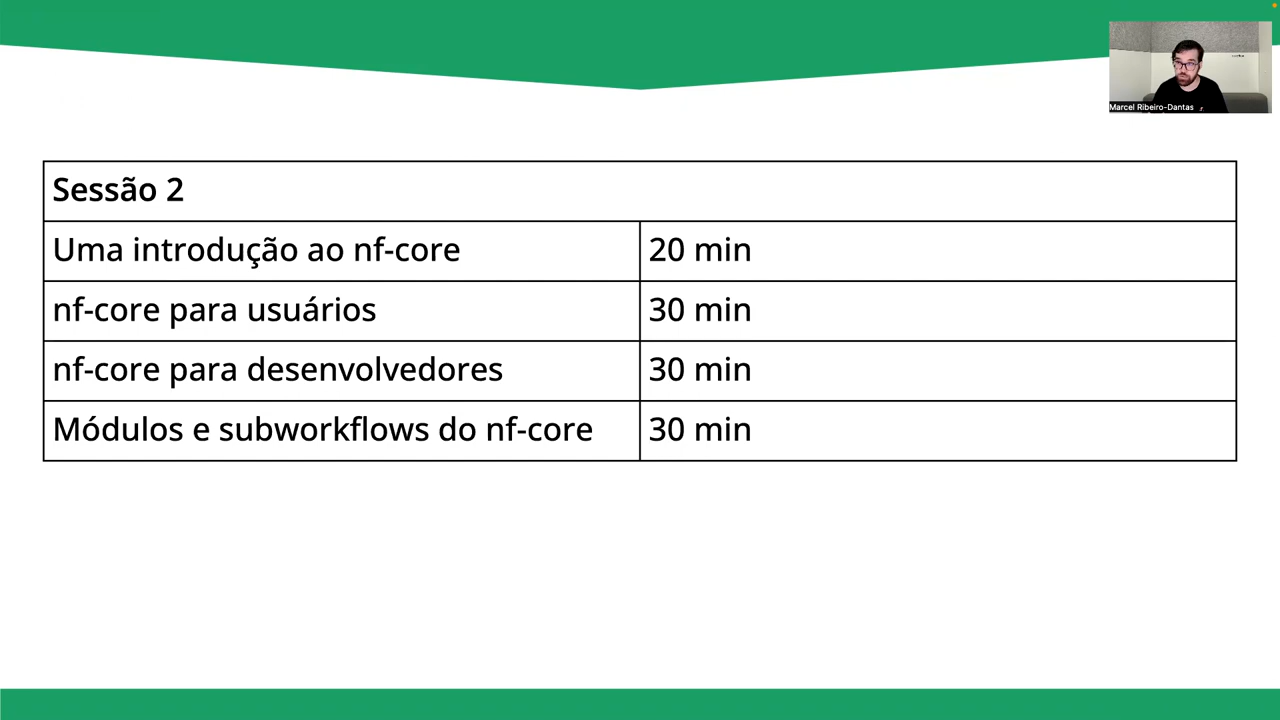 Marcel Ribeiro-Dantas
Sessão 2
Uma introdução ao nf-core 20 min
nf-core para usuários 30 min
nf-core para desenvolvedores 30 min
Módulos e subworkflows do nf-core 30 min